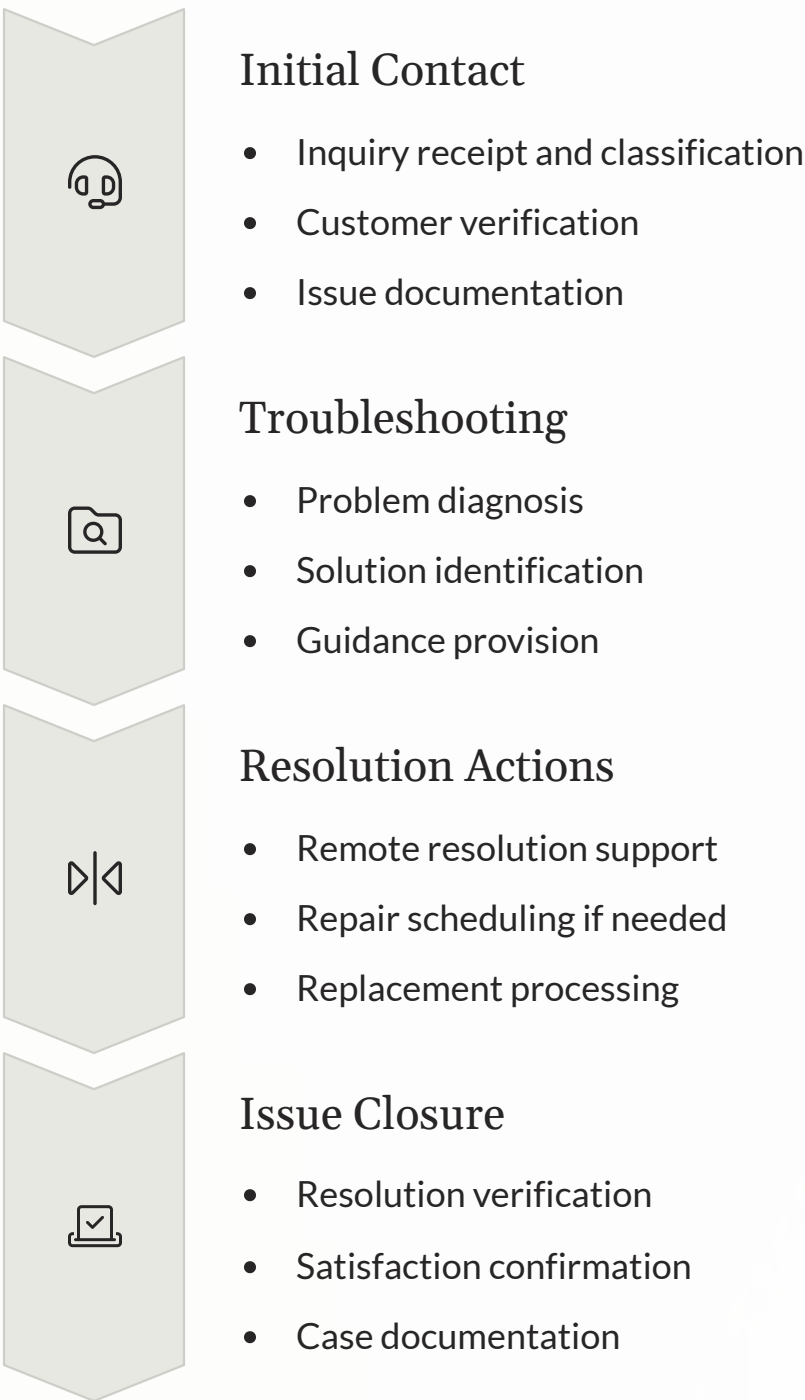 Initial Contact
• Inquiry receipt and classification
• Customer verification
• Issue documentation
Troubleshooting
• Problem diagnosis
• Solution identification
• Guidance provision
Resolution Actions
• Remote resolution support
• Repair scheduling if needed
• Replacement processing
Issue Closure
• Resolution verification
• Satisfaction confirmation
• Case documentation